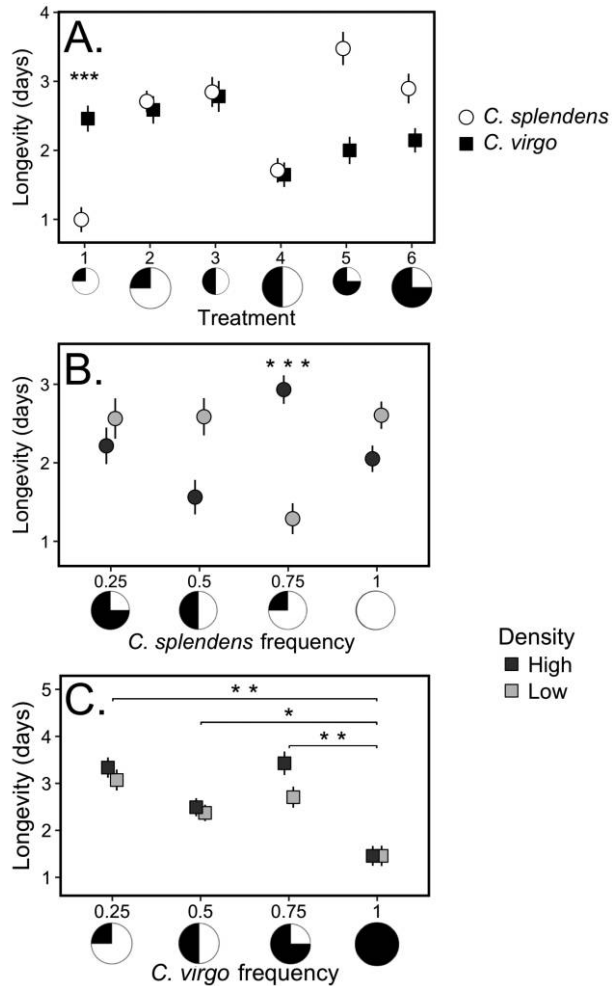 A.
Longevity (days)
4
3
2
1
***
1 2 3 4 5 6
Treatment
C. splendens
C. virgo
B.
Longevity (days)
3
2
1
* * *
0.25 0.5 0.75 1
C. splendens frequency
Density
High
Low
C.
Longevity (days)
5
4
3
2
1
* *
*
* *
0.25 0.5 0.75 1
C. virgo frequency